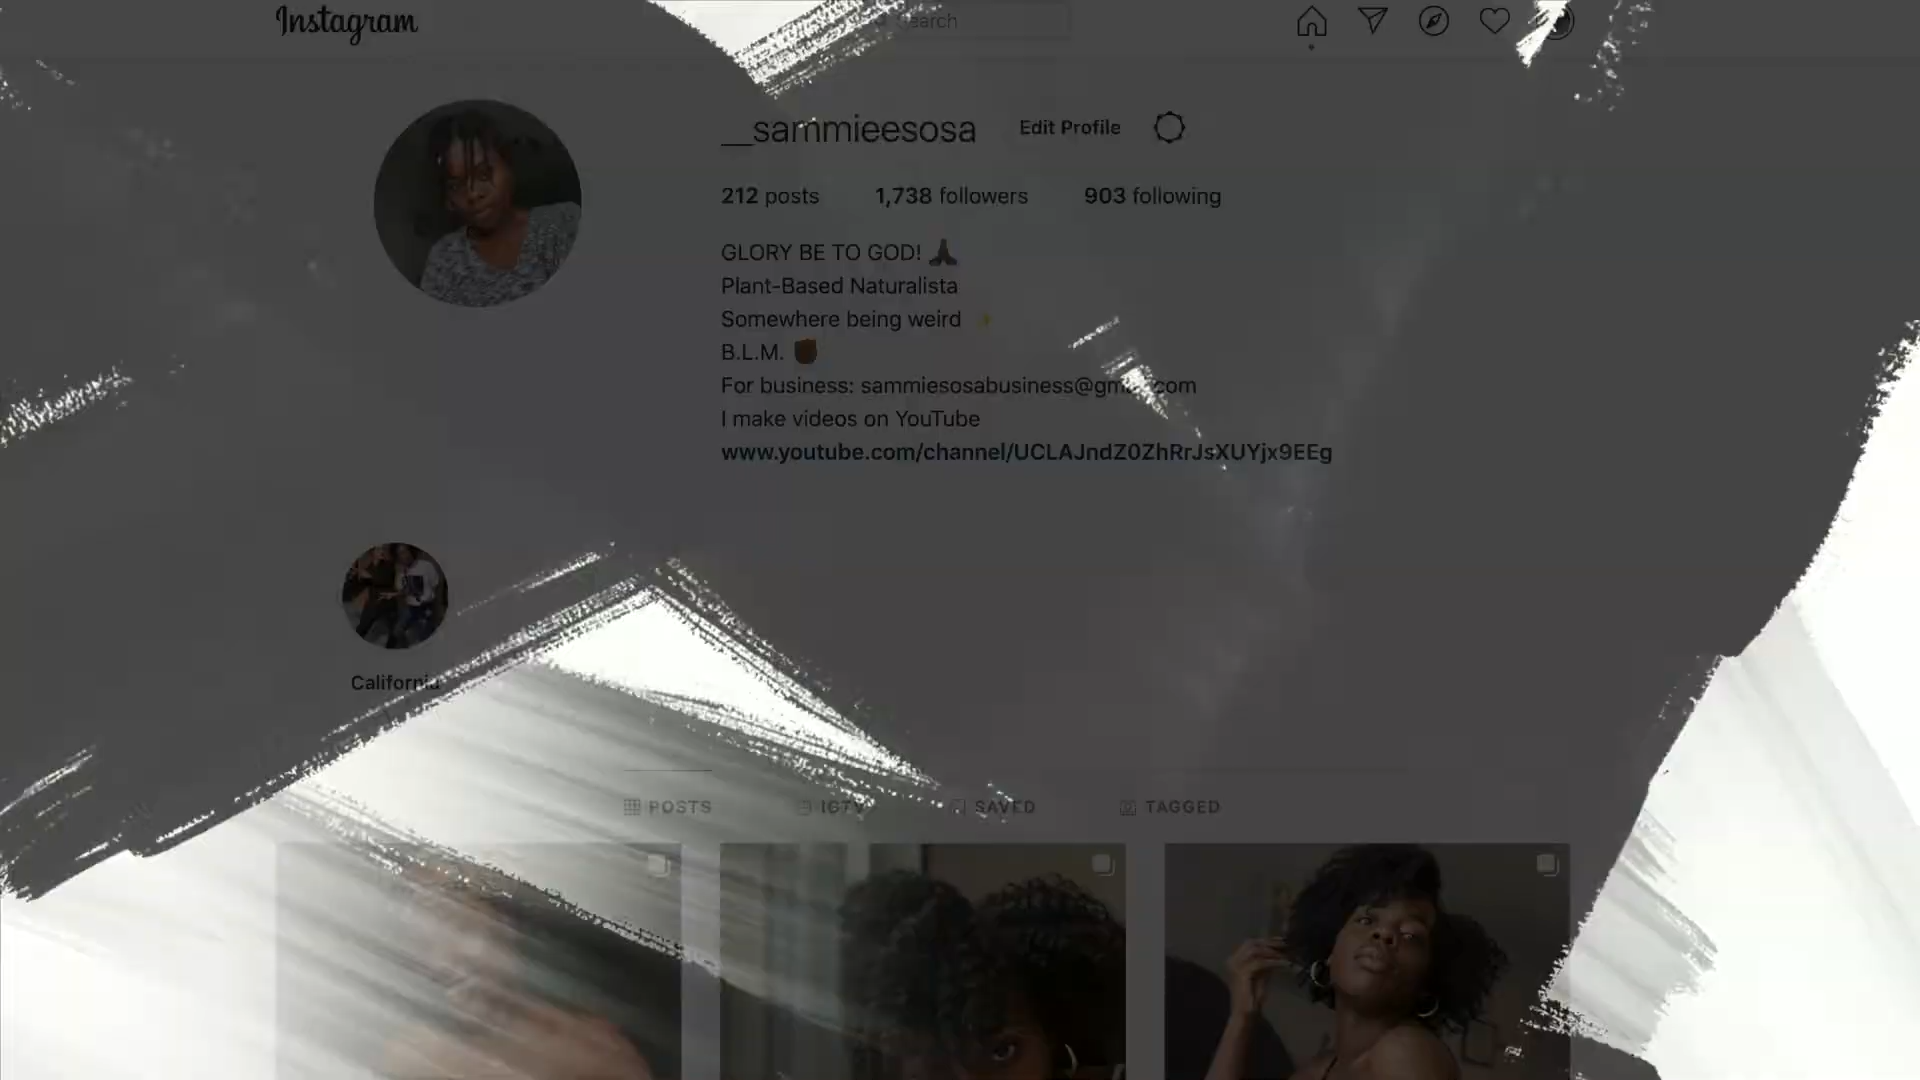 Instagram
Search
__sammieesosa Edit Profile
212 posts 1,738 followers 903 following
GLORY BE TO GOD!
Plant-Based Naturalista
Somewhere being weird
B.L.M.
For business: sammiesosabusiness@gmail.com
I make videos on YouTube
www.youtube.com/channel/UCLAJndZ0ZhRrJsXUYjx9EEg
California
POSTS IGTV SAVED TAGGED